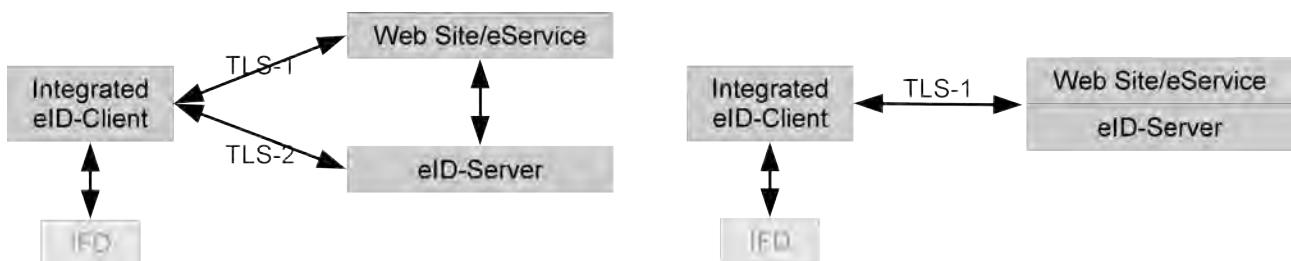 Web Site/eService
TLS-1
Integrated
eID-Client
TLS-2
eID-Server
IFD
Web Site/eService
TLS-1
Integrated
eID-Client
eID-Server
IFD